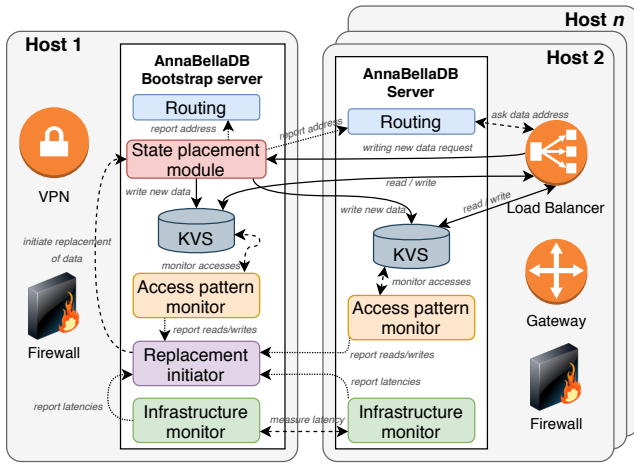 Host n
Host 1
Host 2
AnnaBellaDB
Bootstrap server
AnnaBellaDB
Server
Routing
Routing
ask data address
report address
report address
State placement
module
writing new data request
VPN
Load Balancer
read / write
write new data
write new data
read / write
KVS
KVS
initiate replacement
of data
monitor accesses
monitor accesses
Access pattern
monitor
Access pattern
monitor
Gateway
Firewall
report reads/writes
report reads/writes
Replacement
initiator
report latencies
report latencies
Infrastructure
monitor
measure latency
Infrastructure
monitor
Firewall